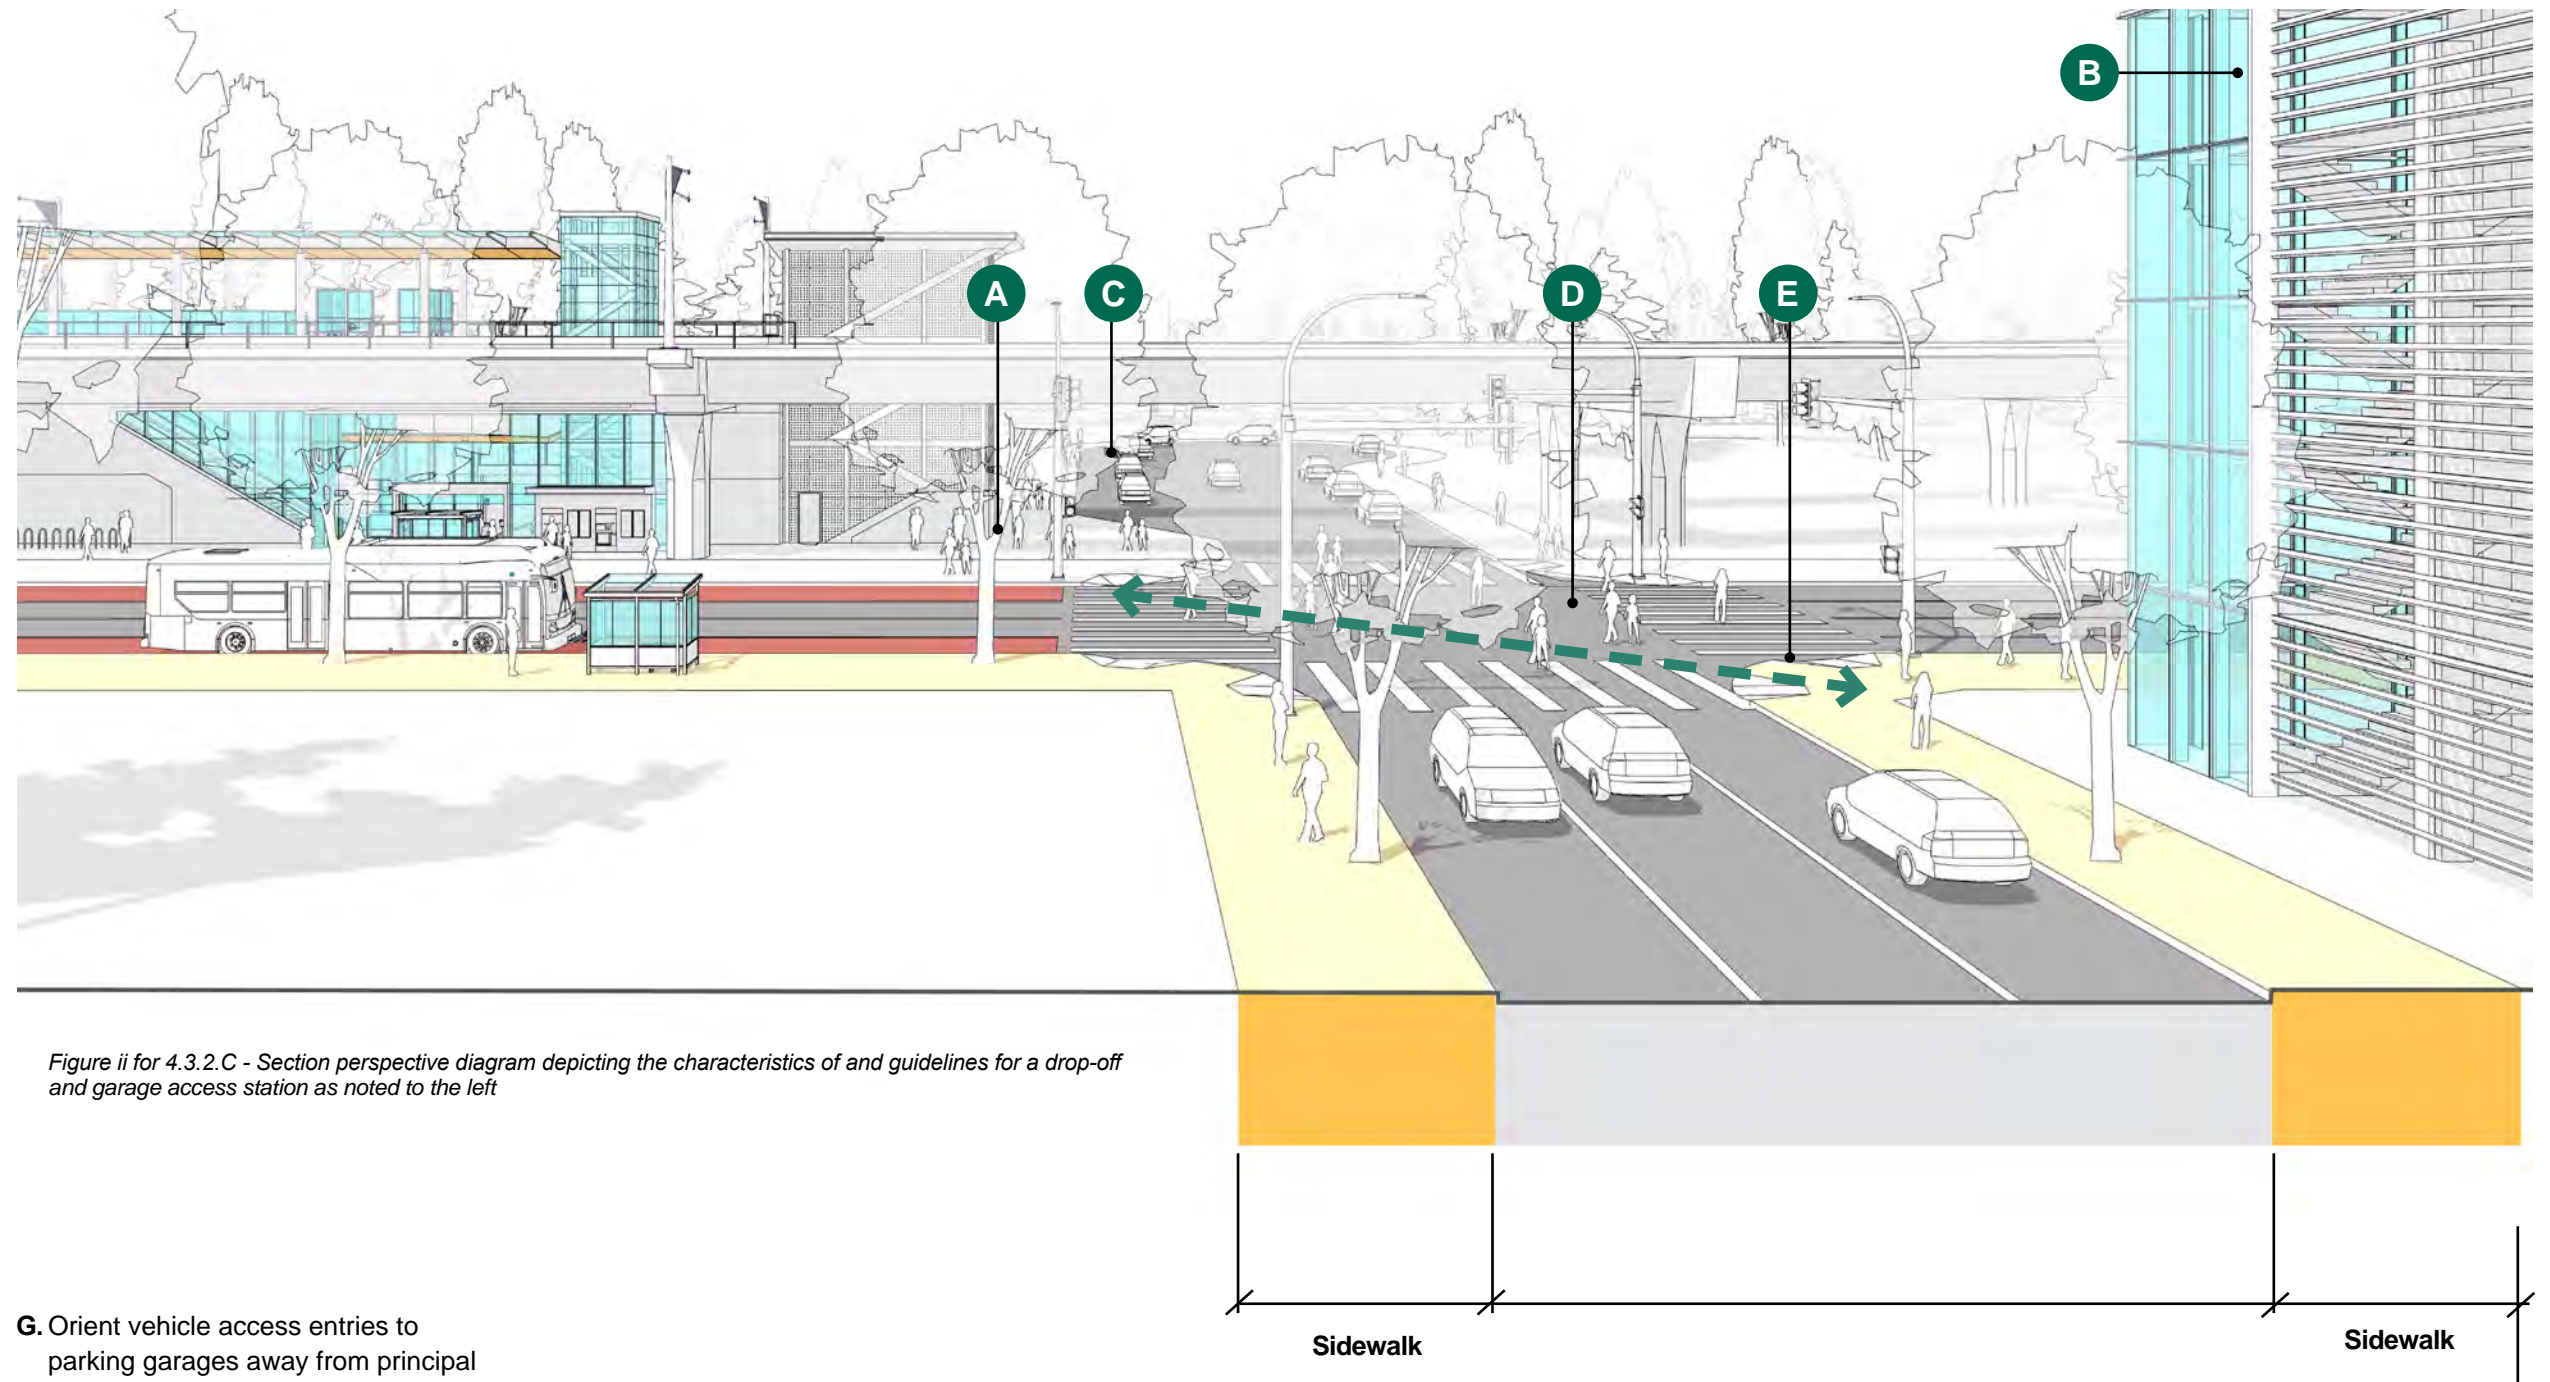 B
A
C
D
E
Figure ii for 4.3.2.C - Section perspective diagram depicting the characteristics of and guidelines for a drop-off
and garage access station as noted to the left
G. Orient vehicle access entries to
parking garages away from principal
Sidewalk
Sidewalk